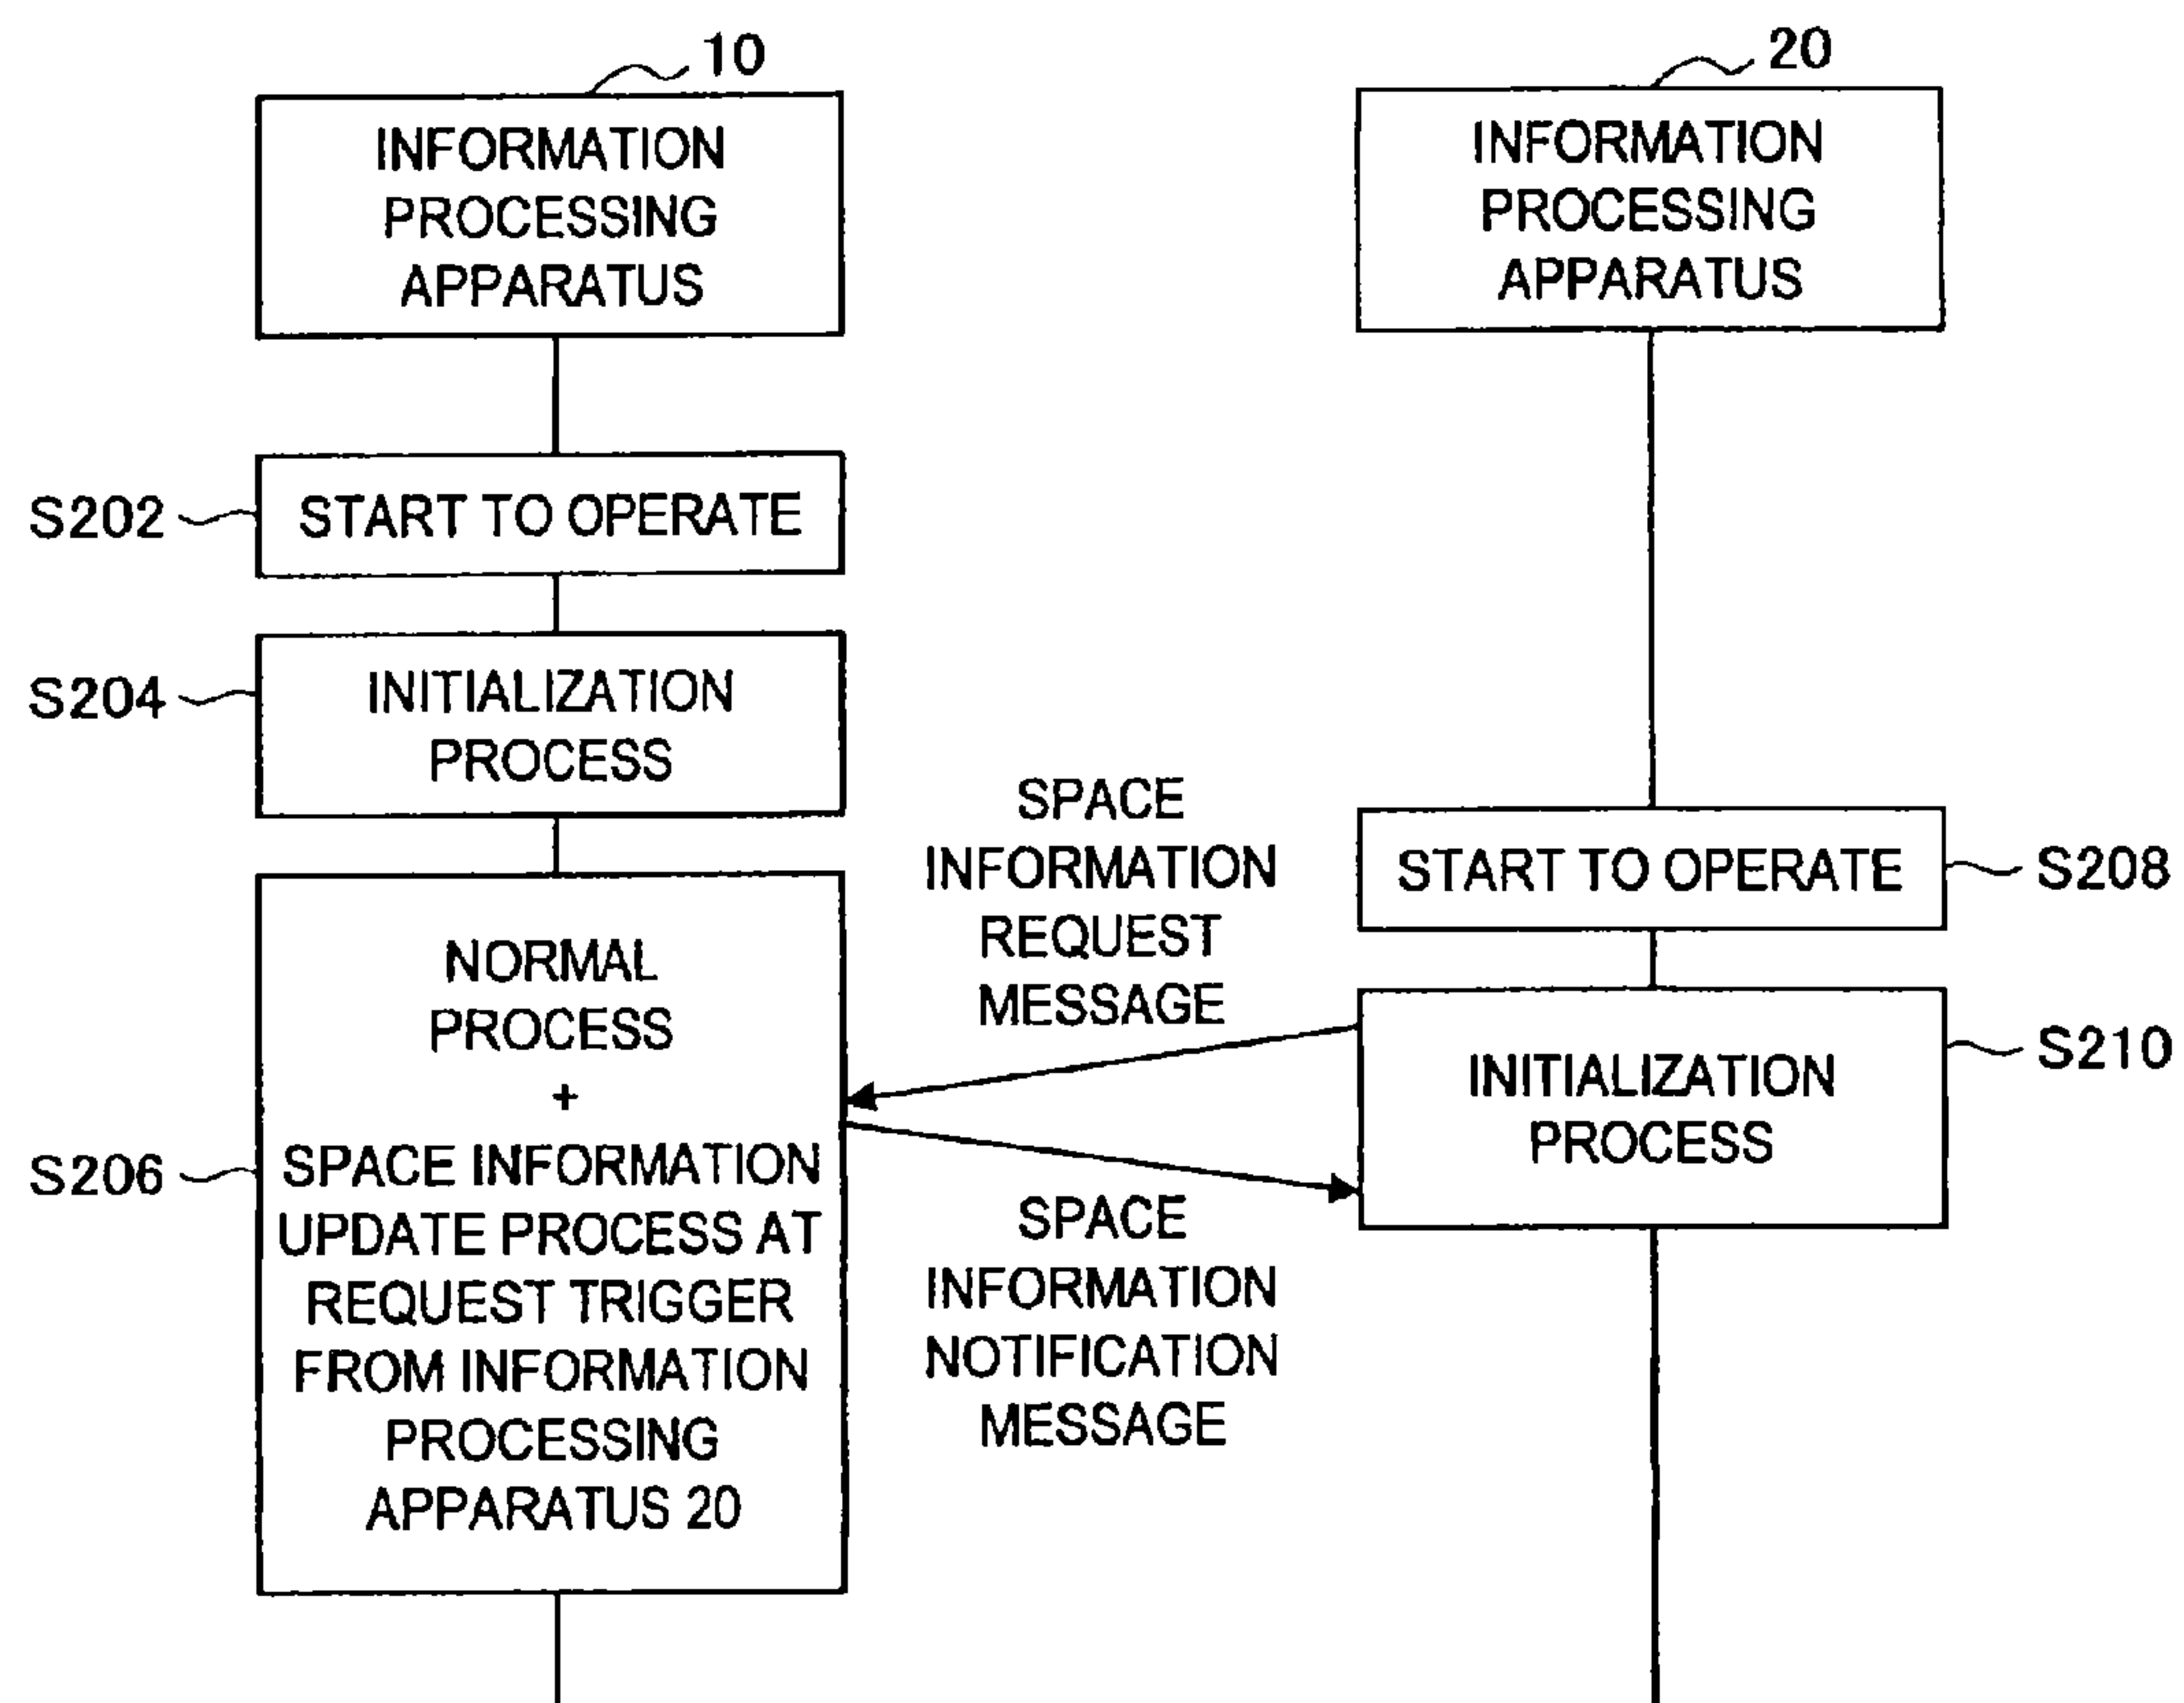 10
INFORMATION
PROCESSING
APPARATUS
20
INFORMATION
PROCESSING
APPARATUS
S202
START TO OPERATE
S204
INITIALIZATION
PROCESS
S206
NORMAL
PROCESS
+
SPACE INFORMATION
UPDATE PROCESS AT
REQUEST TRIGGER
FROM INFORMATION
PROCESSING
APPARATUS 20
SPACE
INFORMATION
REQUEST
MESSAGE
SPACE
INFORMATION
NOTIFICATION
MESSAGE
START TO OPERATE
S208
INITIALIZATION
PROCESS
S210